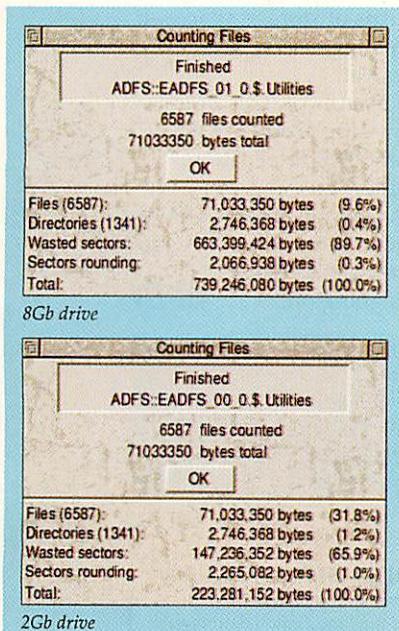 Counting Files
Finished
ADFS::EADFS_01_0.$.Utilities
6587 files counted
71033350 bytes total
OK
Files (6587): 71,033,350 bytes (9.6%)
Directories (1341): 2,746,368 bytes (0.4%)
Wasted sectors: 663,399,424 bytes (89.7%)
Sectors rounding: 2,066,938 bytes (0.3%)
Total: 739,246,080 bytes (100.0%)
8Gb drive
Counting Files
Finished
ADFS::EADFS_00_0.$.Utilities
6587 files counted
71033350 bytes total
OK
Files (6587): 71,033,350 bytes (31.8%)
Directories (1341): 2,746,368 bytes (1.2%)
Wasted sectors: 147,236,352 bytes (65.9%)
Sectors rounding: 2,265,082 bytes (1.0%)
Total: 223,281,152 bytes (100.0%)
2Gb drive